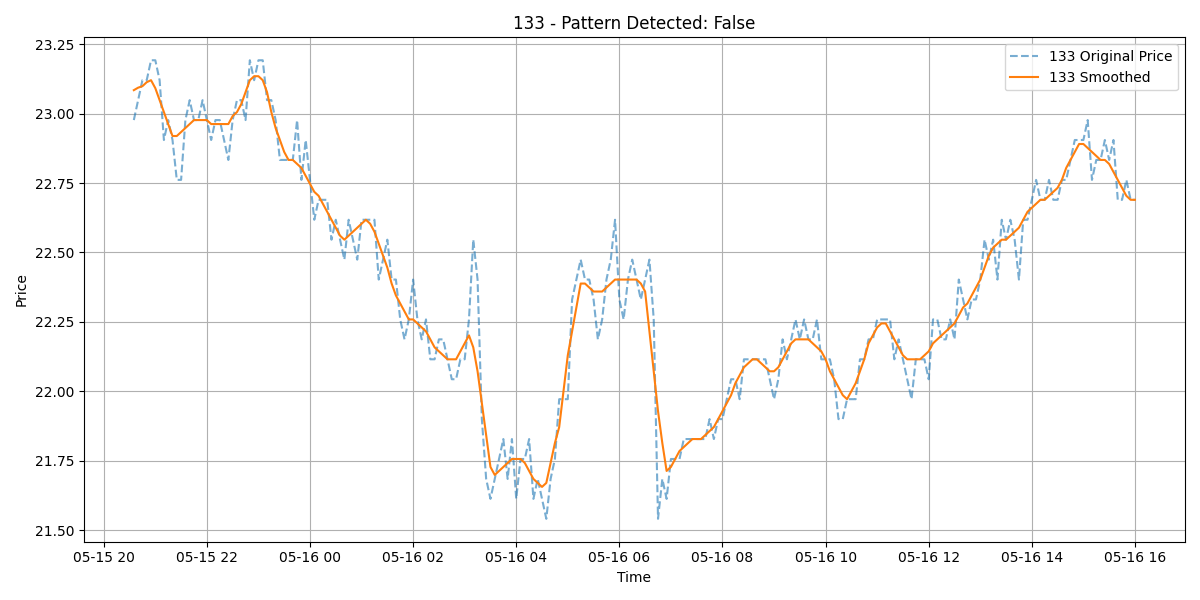 133 - Pattern Detected: False
133 Original Price
133 Smoothed
Price
23.25
23.00
22.75
22.50
22.25
22.00
21.75
21.50
05-15 20 05-15 22 05-16 00 05-16 02 05-16 04 05-16 06 05-16 08 05-16 10 05-16 12 05-16 14 05-16 16
Time